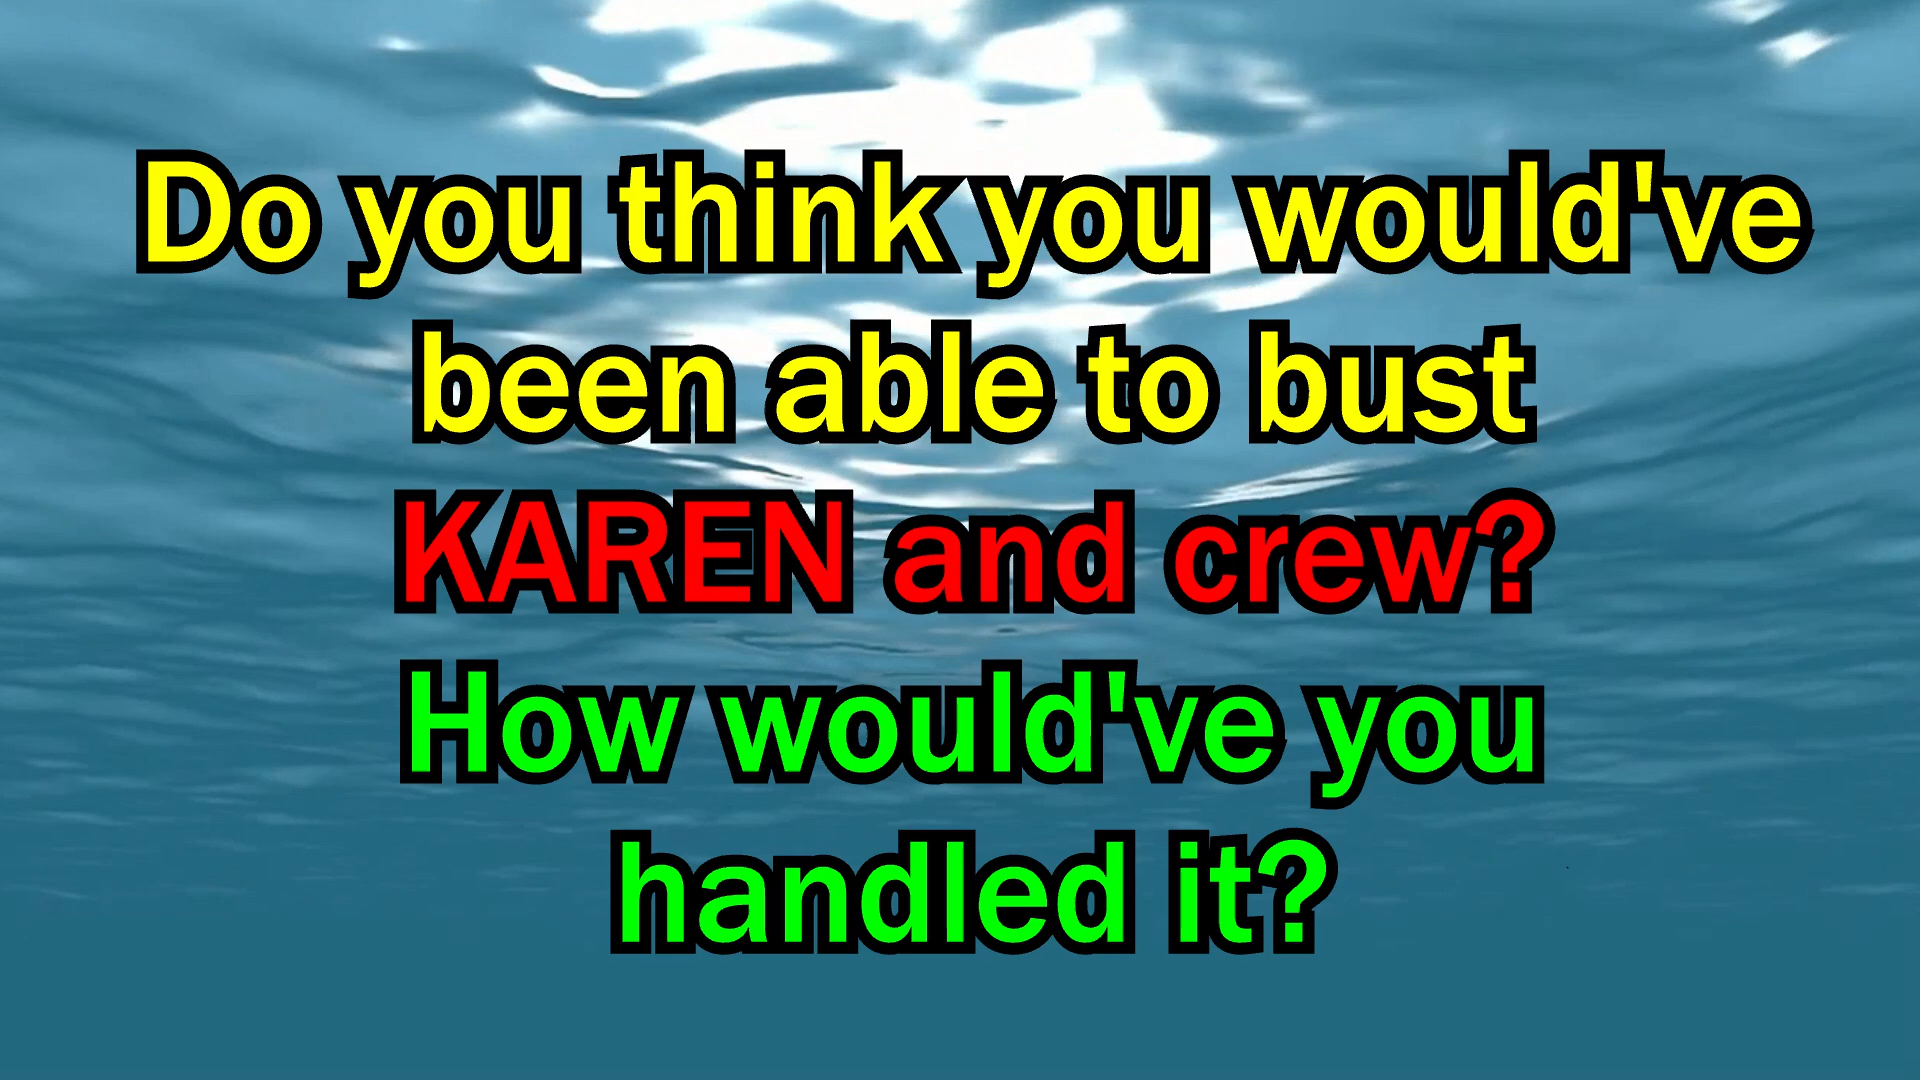 Do you think you would've
been able to bust
KAREN and crew?
How would've you
handled it?